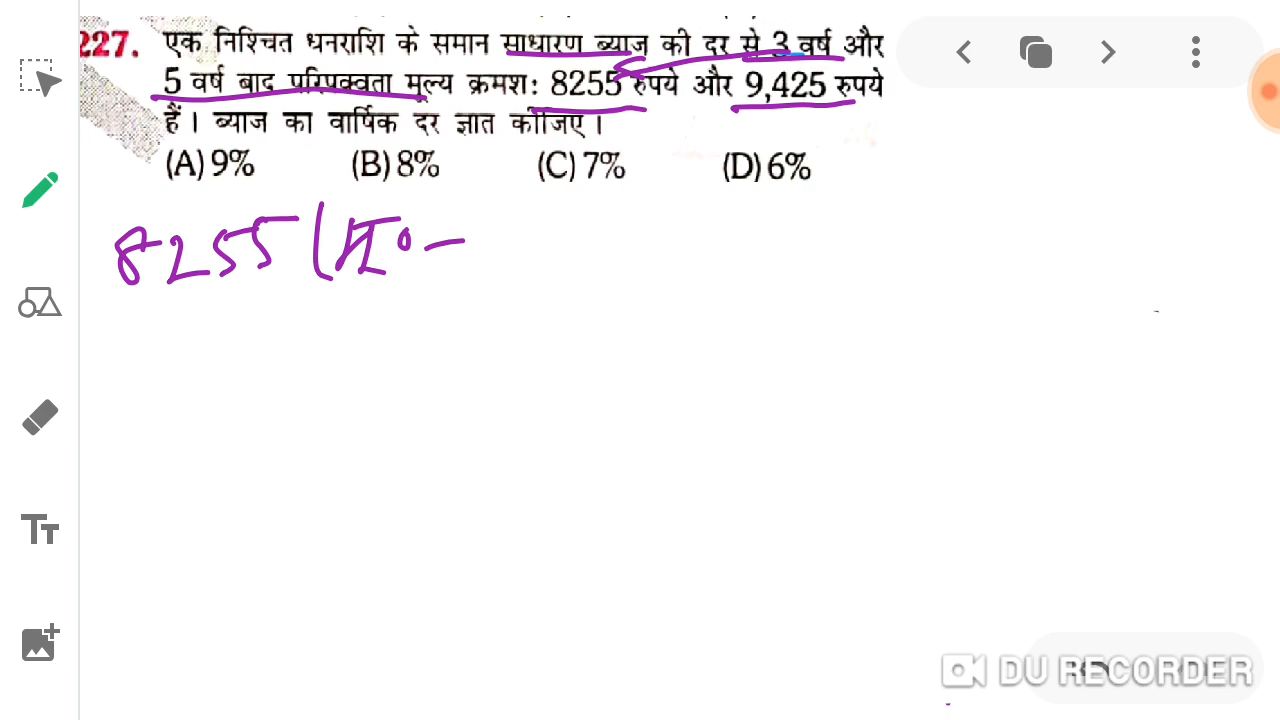 227. एक निश्चित धनराशि के समान साधारण ब्याज की दर से 3 वर्ष और
5 वर्ष बाद परिपक्वता मूल्य क्रमशः 8255 रुपये और 9,425 रुपये
हैं। ब्याज का वार्षिक दर ज्ञात कीजिए।
(A) 9% (B) 8% (C) 7% (D) 6%
8255 (
TT
DU RECORDER